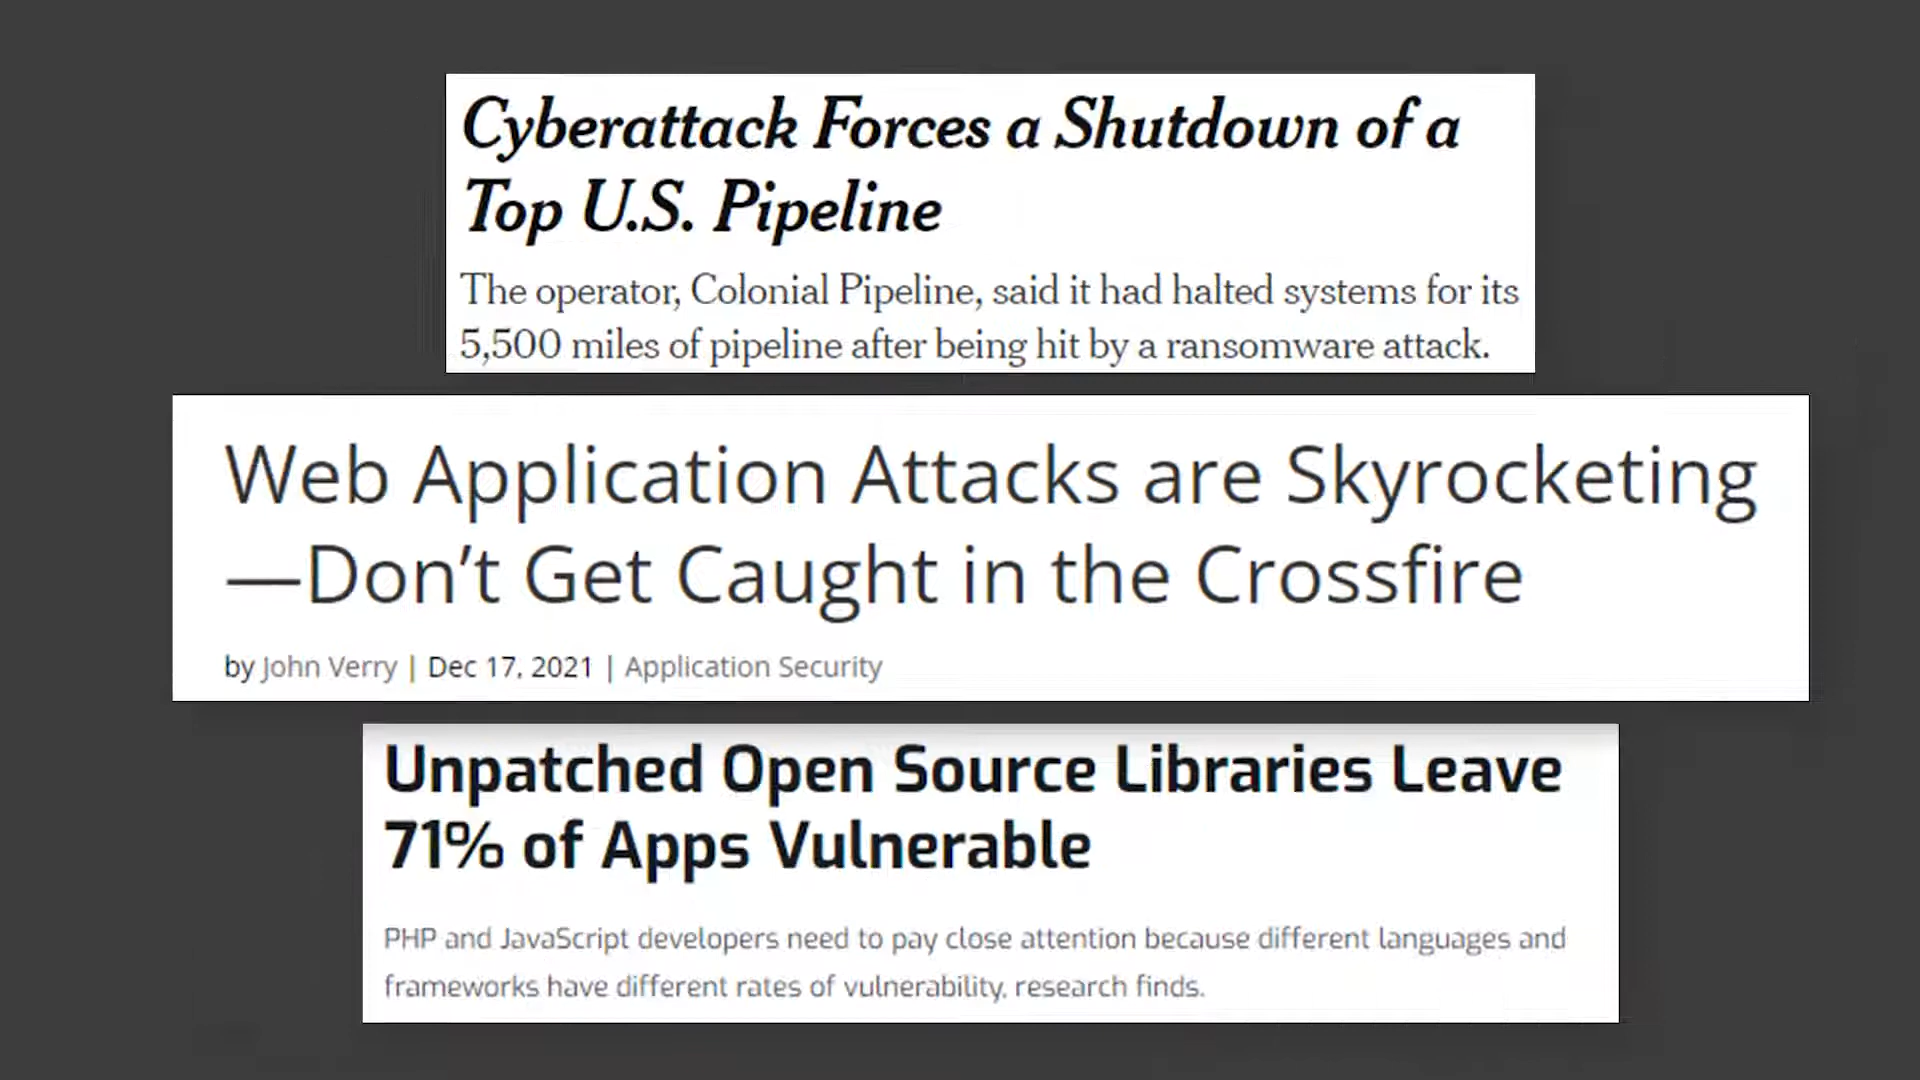 Cyberattack Forces a Shutdown of a
Top U.S. Pipeline
The operator, Colonial Pipeline, said it had halted systems for its
5,500 miles of pipeline after being hit by a ransomware attack.
Web Application Attacks are Skyrocketing
—Don’t Get Caught in the Crossfire
by John Verry | Dec 17, 2021 | Application Security
Unpatched Open Source Libraries Leave
71% of Apps Vulnerable
PHP and JavaScript developers need to pay close attention because different languages and
frameworks have different rates of vulnerability, research finds.